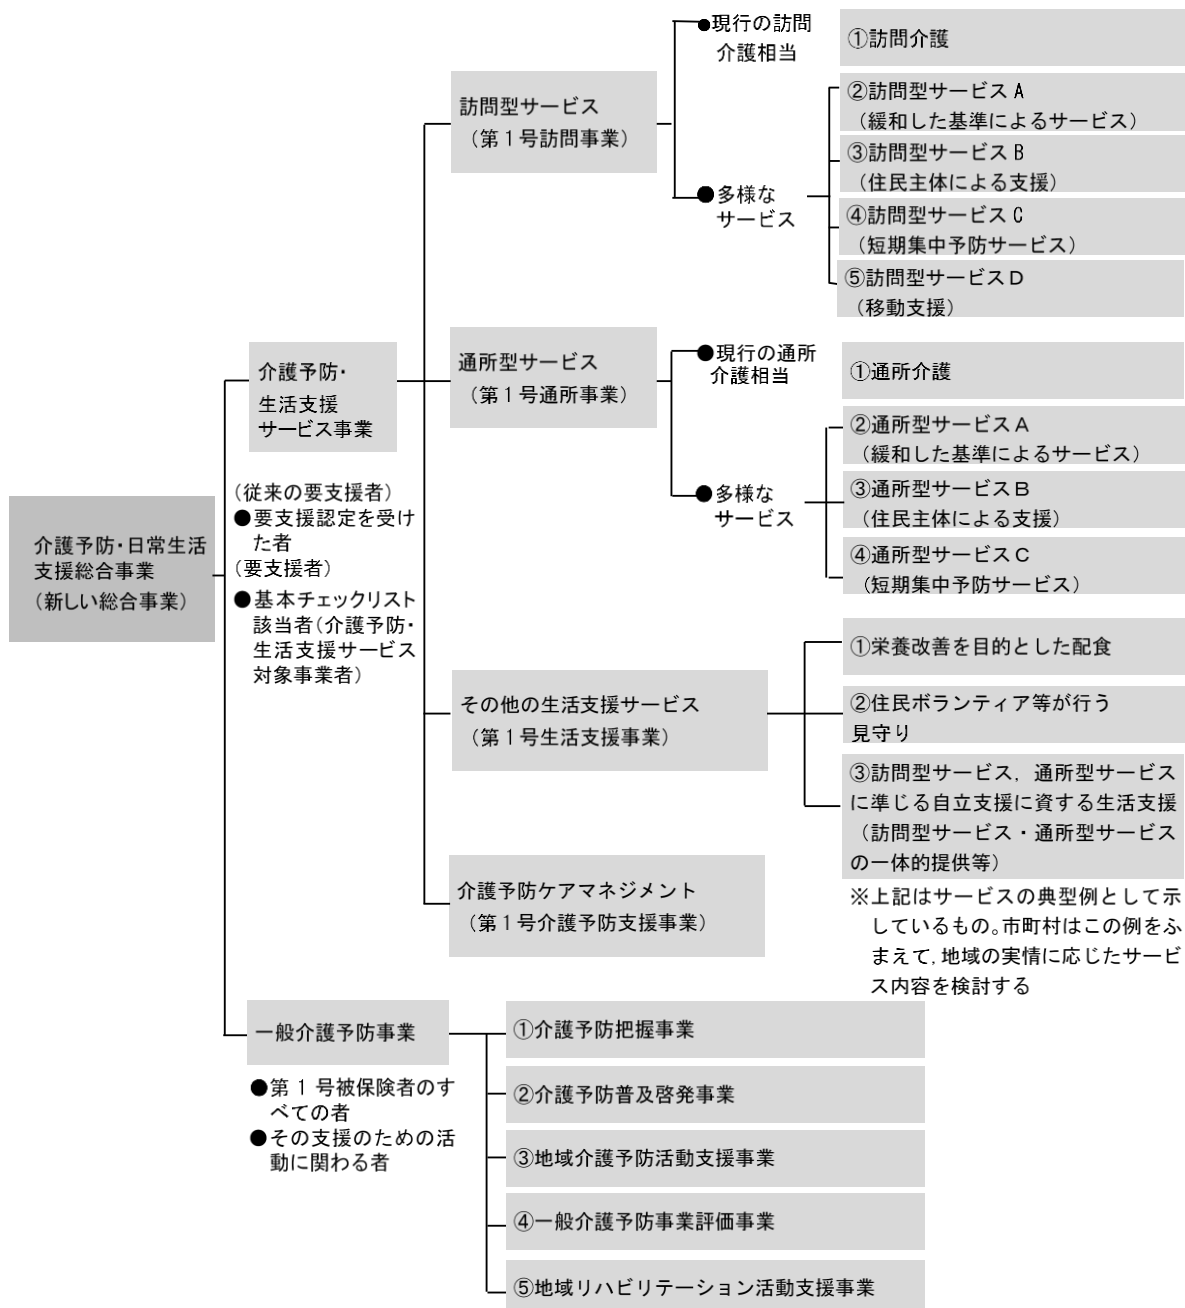 介護予防・日常生活
支援総合事業
（新しい総合事業）
介護予防・
生活支援
サービス事業
（従来の要支援者）
●要支援認定を受け
た者
（要支援者）
●基本チェックリスト
該当者（介護予防・
生活支援サービス
対象事業者）
訪問型サービス
（第1号訪問事業）
●現行の訪問
介護相当
①訪問介護
●多様な
サービス
②訪問型サービスA
（緩和した基準によるサービス）
③訪問型サービスB
（住民主体による支援）
④訪問型サービスC
（短期集中予防サービス）
⑤訪問型サービスD
（移動支援）
通所型サービス
（第1号通所事業）
●現行の通所
介護相当
①通所介護
●多様な
サービス
②通所型サービスA
（緩和した基準によるサービス）
③通所型サービスB
（住民主体による支援）
④通所型サービスC
（短期集中予防サービス）
その他の生活支援サービス
（第1号生活支援事業）
①栄養改善を目的とした配食
②住民ボランティア等が行う
見守り
③訪問型サービス，通所型サービス
に準じる自立支援に資する生活支援
（訪問型サービス・通所型サービス
の一体的提供等）
介護予防ケアマネジメント
（第1号介護予防支援事業）
※上記はサービスの典型例として示
しているもの。市町村はこの例をふ
まえて，地域の実情に応じたサービ
ス内容を検討する
一般介護予防事業
●第1号被保険者のす
べての者
●その支援のための活
動に関わる者
①介護予防把握事業
②介護予防普及啓発事業
③地域介護予防活動支援事業
④一般介護予防事業評価事業
⑤地域リハビリテーション活動支援事業